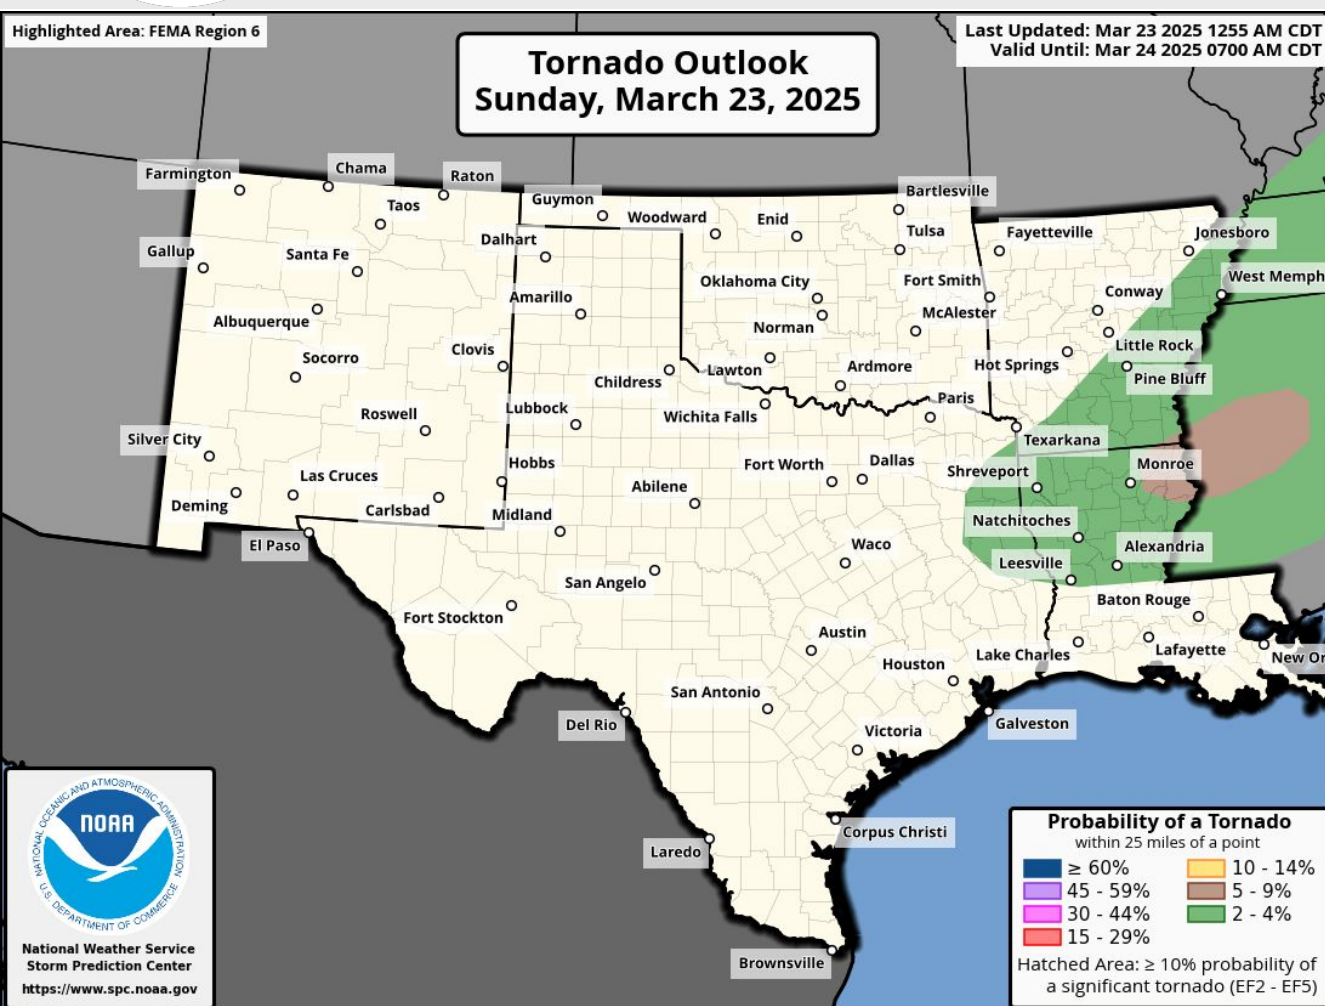 Highlighted Area: FEMA Region 6
Last Updated: Mar 23 2025 1255 AM CDT
Valid Until: Mar 24 2025 0700 AM CDT
Tornado Outlook
Sunday, March 23, 2025
Farmington
Chama
Raton
Taos
Guymon
Woodward
Enid
Bartlesville
Tulsa
Fayetteville
Jonesboro
Gallup
Santa Fe
Dalhart
Oklahoma City
Fort Smith
Conway
West Memph
Albuquerque
Amarillo
Norman
McAlester
Little Rock
Socorro
Clovis
Childress
Lawton
Ardmore
Hot Springs
Pine Bluff
Roswell
Lubbock
Wichita Falls
Paris
Texarkana
Silver City
Las Cruces
Hobbs
Abilene
Fort Worth
Dallas
Shreveport
Monroe
Deming
Carlsbad
Midland
Natchitoches
El Paso
San Angelo
Waco
Leesville
Alexandria
Fort Stockton
Austin
Baton Rouge
Houston
Lake Charles
Lafayette
New Or
Del Rio
San Antonio
Victoria
Galveston
Laredo
Corpus Christi
Brownsville
NATIONAL OCEANIC AND ATMOSPHERIC ADMINISTRATION
NOAA
U.S. DEPARTMENT OF COMMERCE
National Weather Service
Storm Prediction Center
https://www.spc.noaa.gov
Probability of a Tornado
within 25 miles of a point
≥ 60%
10 - 14%
45 - 59%
5 - 9%
30 - 44%
2 - 4%
15 - 29%
Hatched Area: ≥ 10% probability of
a significant tornado (EF2 - EF5)